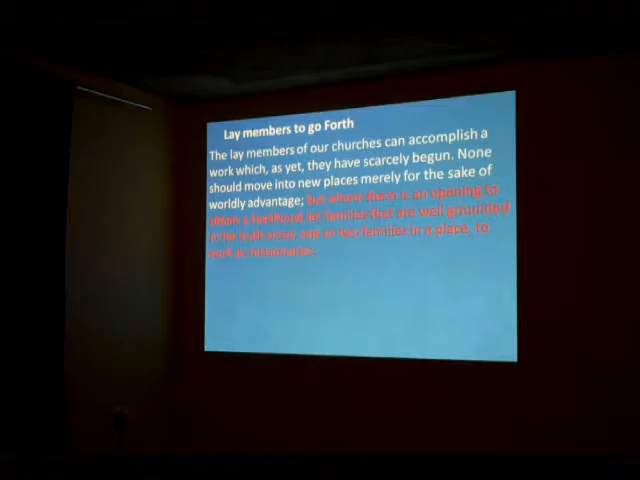 Lay members to go Forth
The lay members of our churches can accomplish a
work which, as yet, they have scarcely begun. None
should move into new places merely for the sake of
worldly advantage; but where there is an opening to
obtain a livelihood, let families that are well grounded
in the truth enter, one or two families in a place, to
work as missionaries.